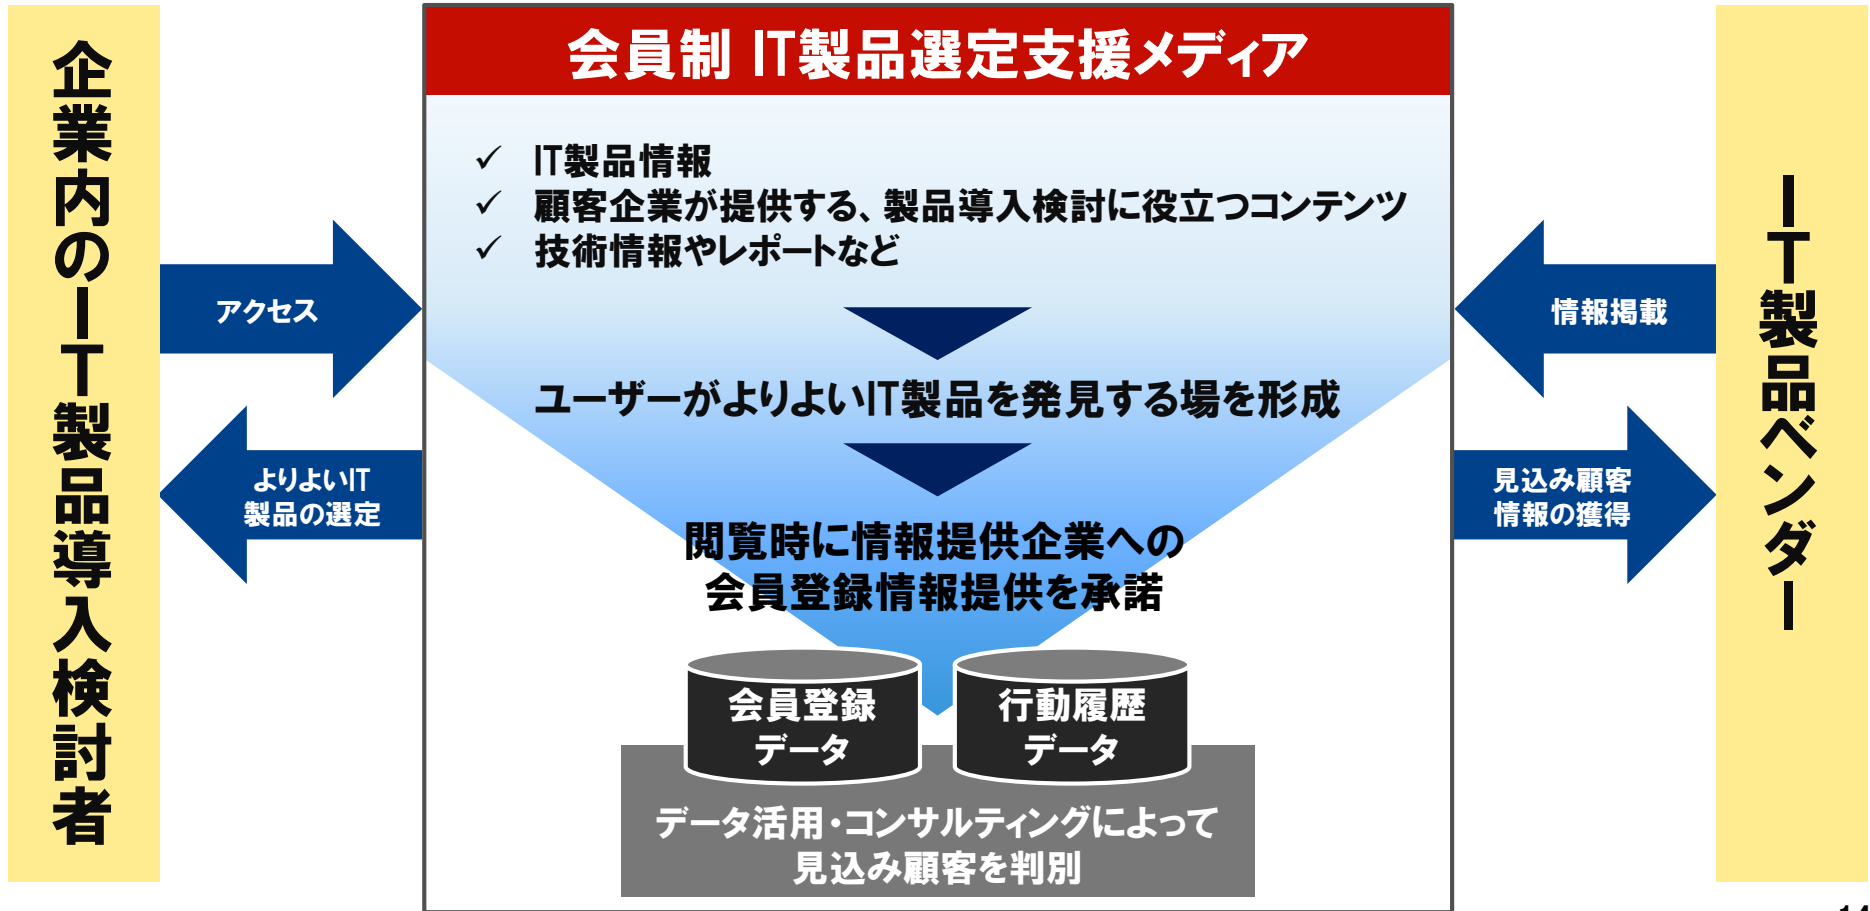 企業内のIT製品導入検討者
会員制 IT製品選定支援メディア
✓ IT製品情報
✓ 顧客企業が提供する、製品導入検討に役立つコンテンツ
✓ 技術情報やレポートなど
アクセス
情報掲載
ユーザーがよりよいIT製品を発見する場を形成
よりよいIT
製品の選定
見込み顧客
情報の獲得
閲覧時に情報提供企業への
会員登録情報提供を承諾
会員登録
データ
行動履歴
データ
データ活用・コンサルティングによって
見込み顧客を判別
IT製品ベンダー